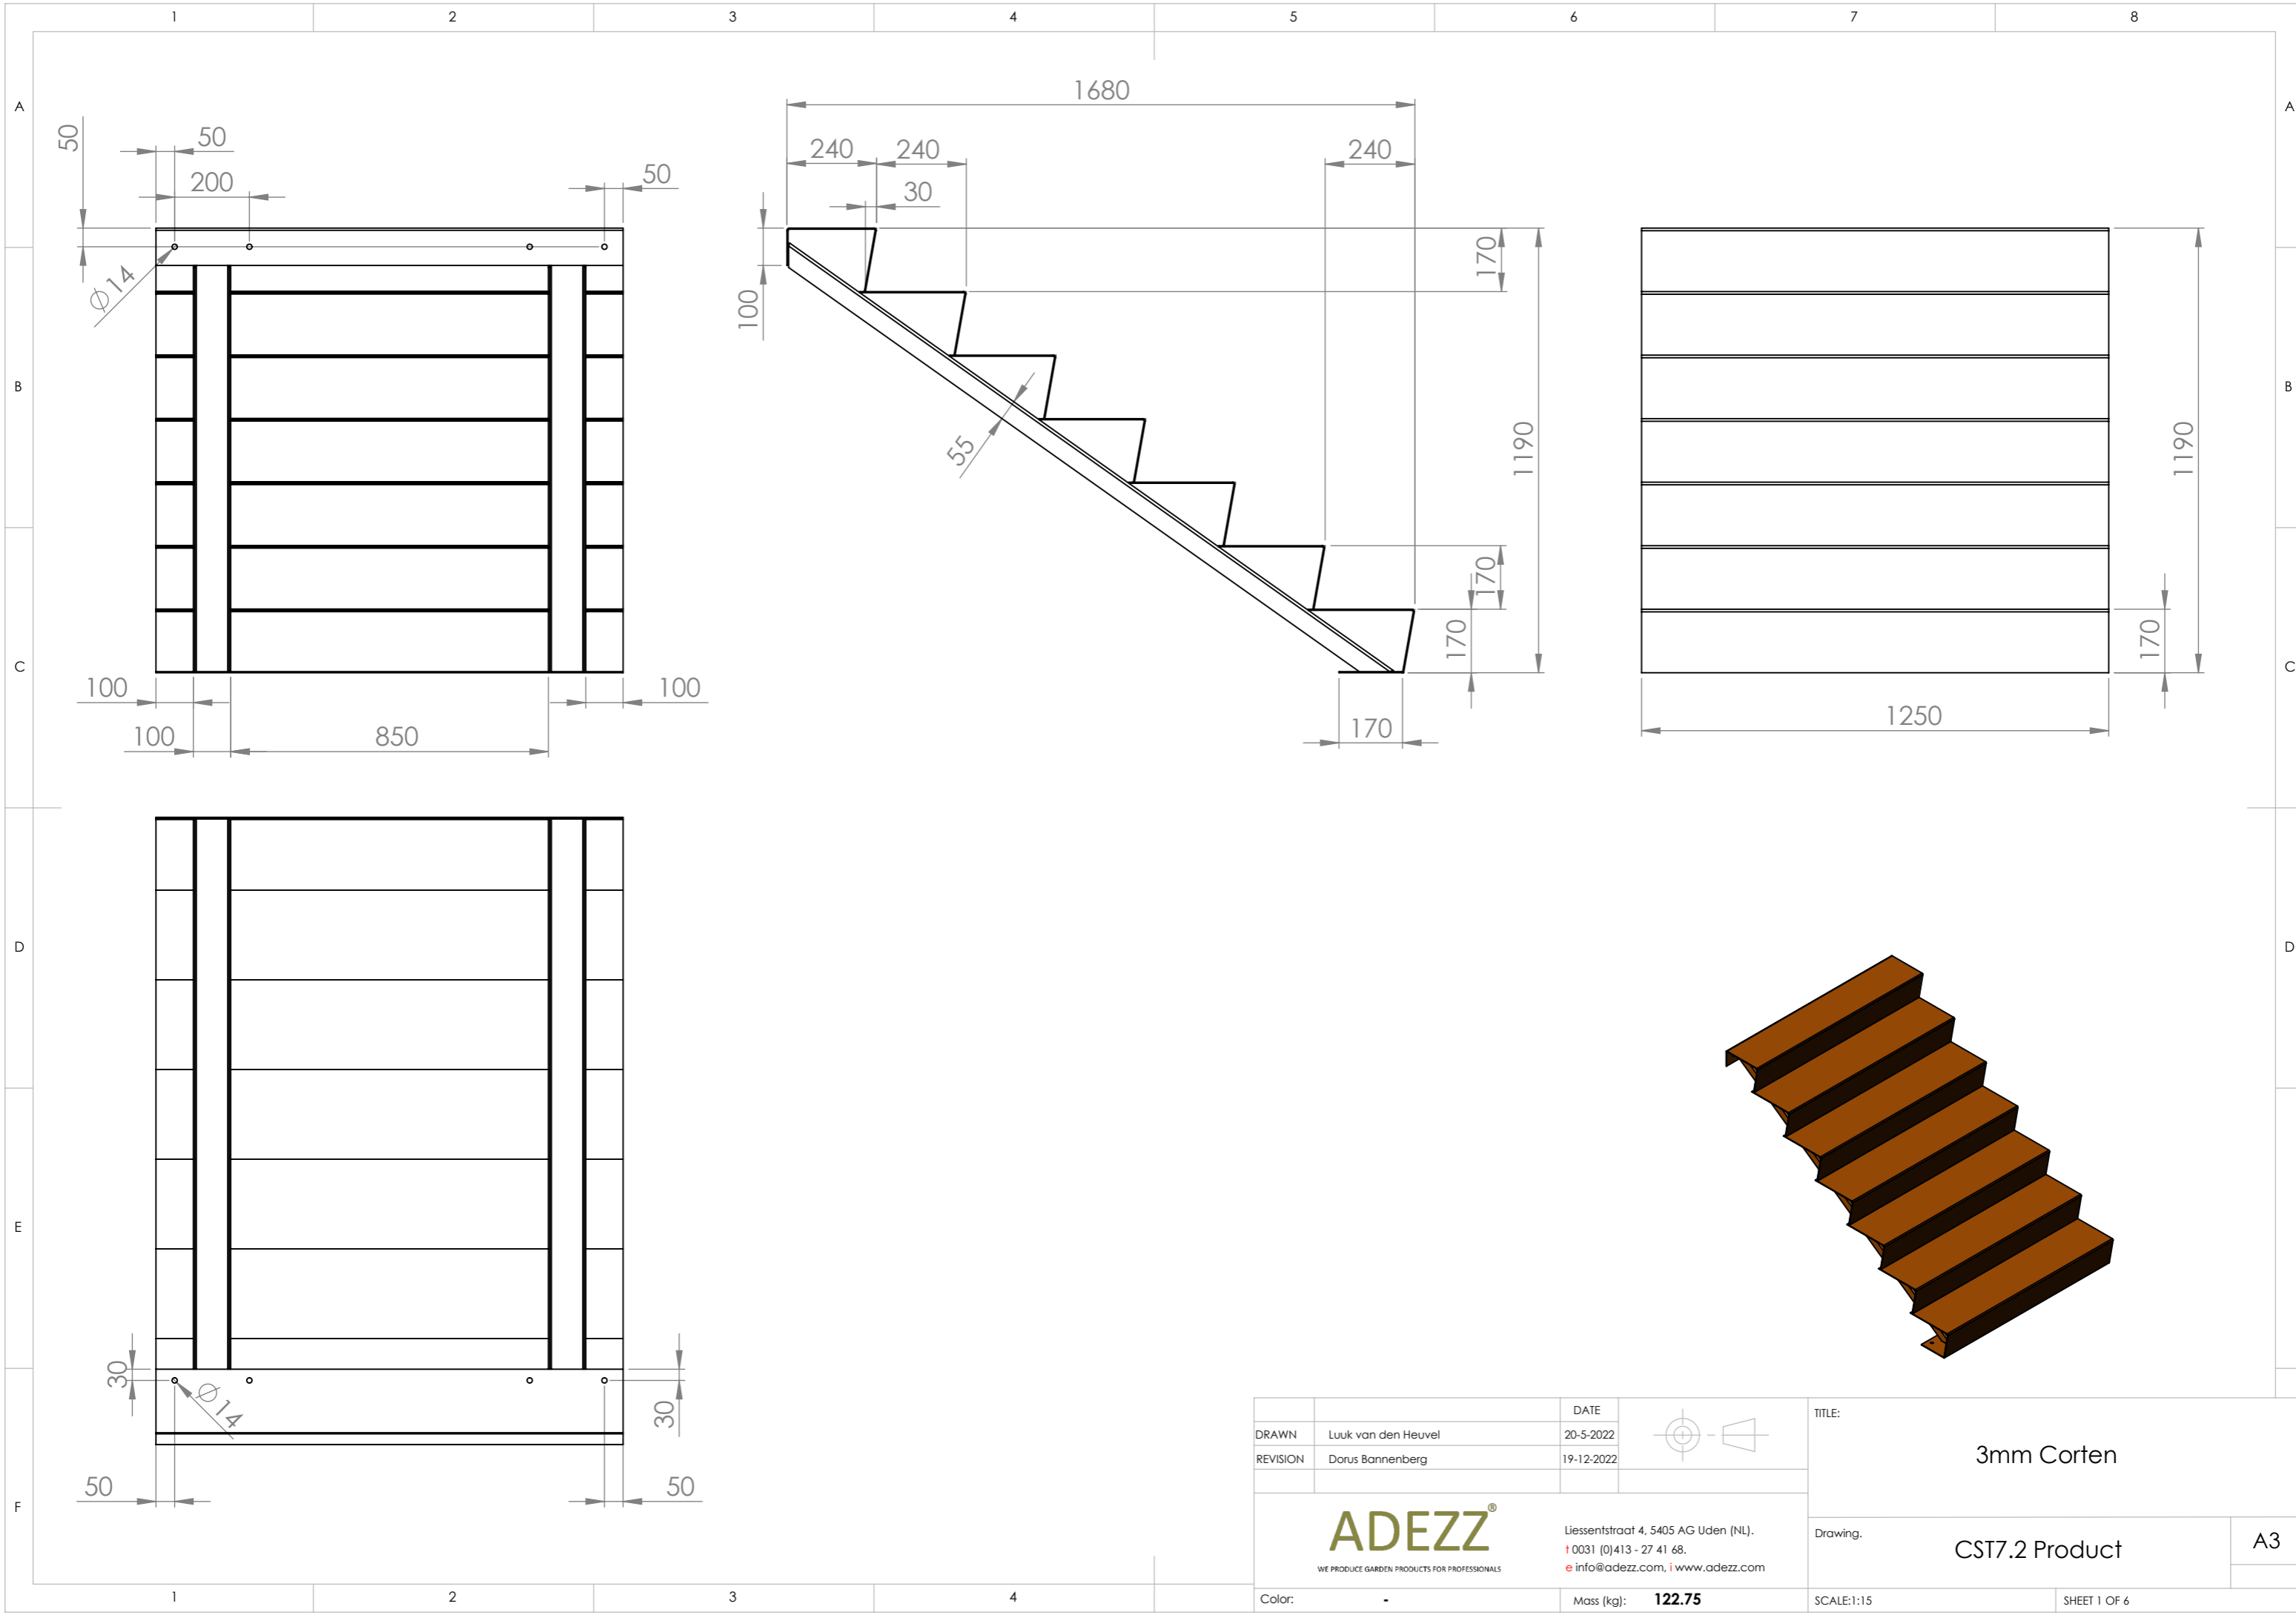 1 2 3 4 5 6 7 8
A A
B B
C C
D D
E
F
1 2 3 4
50
50
200
50
Ø14
100
100
100
850
1680
240
240
240
30
100
170
55
1190
170
170
170
1190
170
1250
30
Ø14
30
50
50
DATE
DRAWN Luuk van den Heuvel 20-5-2022
REVISION Dorus Bannenberg 19-12-2022
TITLE:
3mm Corten
ADEZZ®
WE PRODUCE GARDEN PRODUCTS FOR PROFESSIONALS
Liessentstraat 4, 5405 AG Uden (NL).
t 0031 (0)413 - 27 41 68.
e info@adezz.com, i www.adezz.com
Drawing.
CST7.2 Product
A3
Color: -
Mass (kg): 122.75
SCALE:1:15
SHEET 1 OF 6